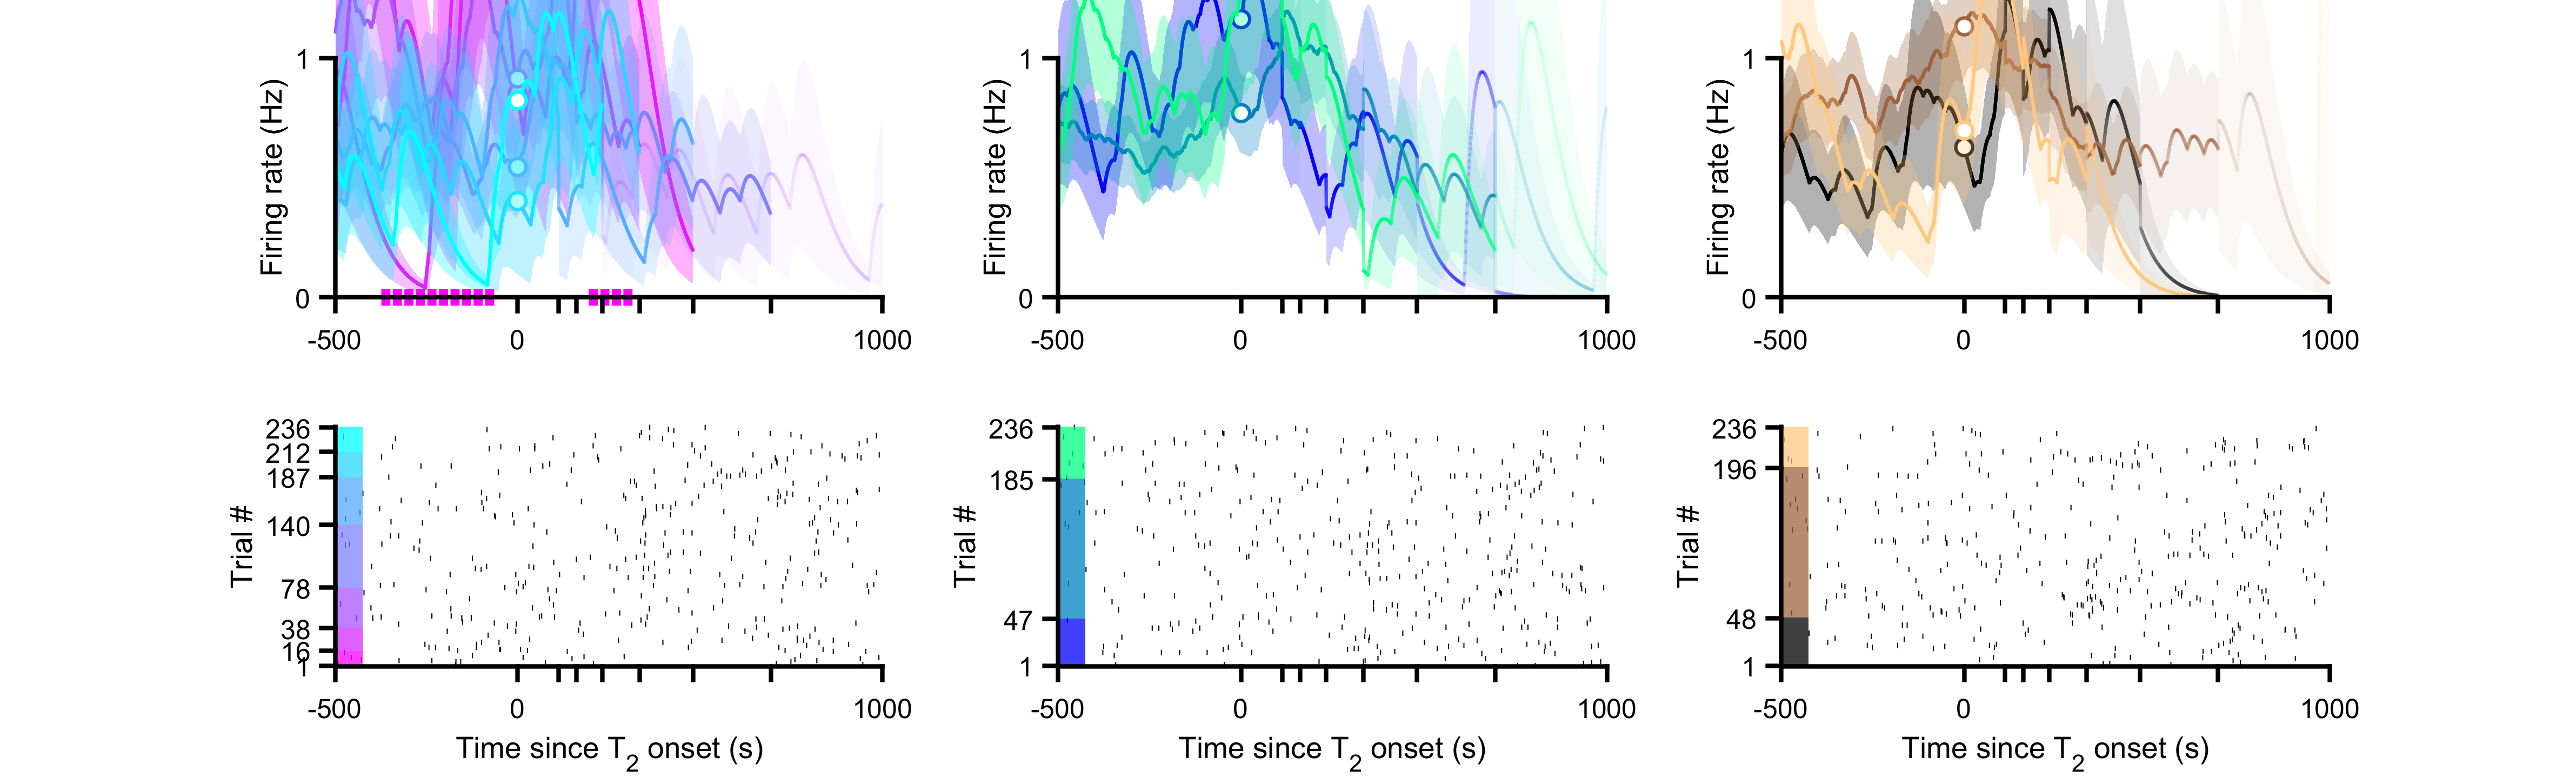 1
1
1
Firing rate (Hz)
Firing rate (Hz)
Firing rate (Hz)
0
0
0
-500 0 1000
-500 0 1000
-500 0 1000
236
212
187
140
78
38
16
1
Trial #
236
185
47
1
Trial #
236
196
48
1
Trial #
-500 0 1000
-500 0 1000
-500 0 1000
Time since T2 onset (s)
Time since T2 onset (s)
Time since T2 onset (s)